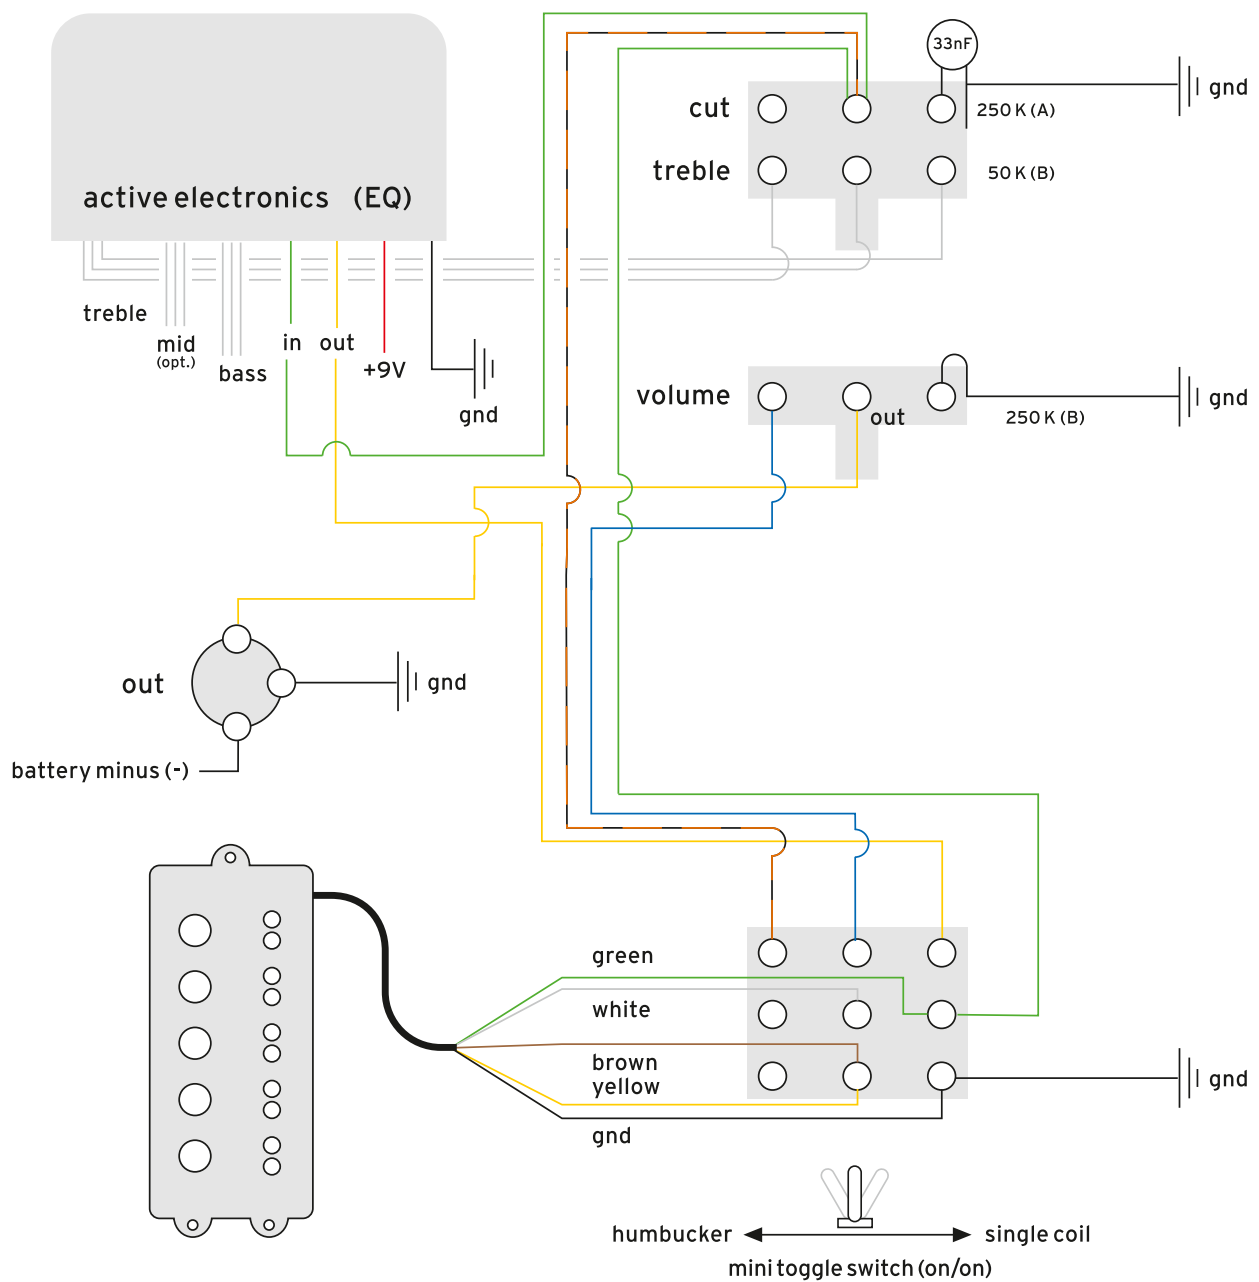 33nF
gnd
cut
250 K (A)
treble
50 K (B)
active electronics (EQ)
treble
mid
(opt.)
bass
in
out
+9V
gnd
volume
out
250 K (B)
gnd
out
gnd
battery minus (-)
green
white
brown
yellow
gnd
gnd
humbucker
single coil
mini toggle switch (on/on)